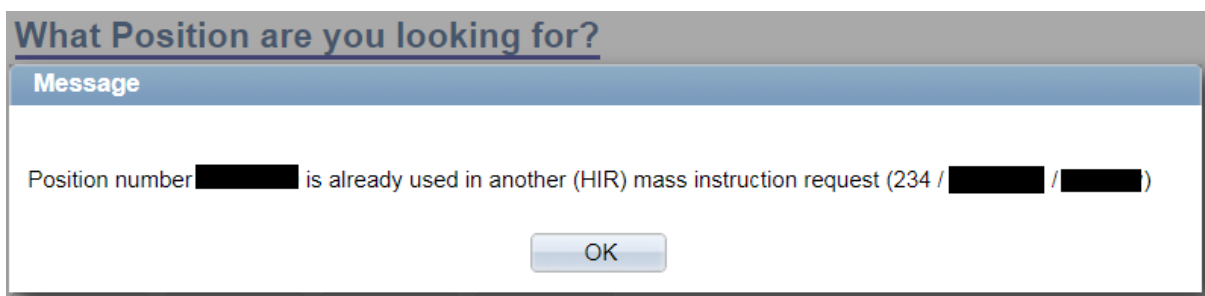 What Position are you looking for?
Message
Position number is already used in another (HIR) mass instruction request (234 / / )
OK